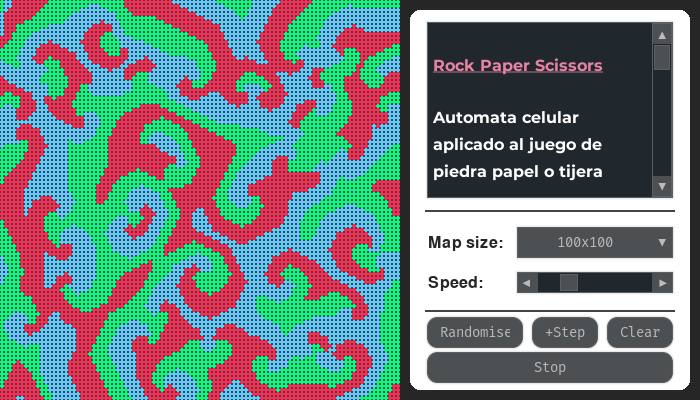 Rock Paper Scissors
Automata celular
aplicado al juego de
piedra papel o tijera
Map size: 100x100
Speed:
Randomise +Step Clear
Stop